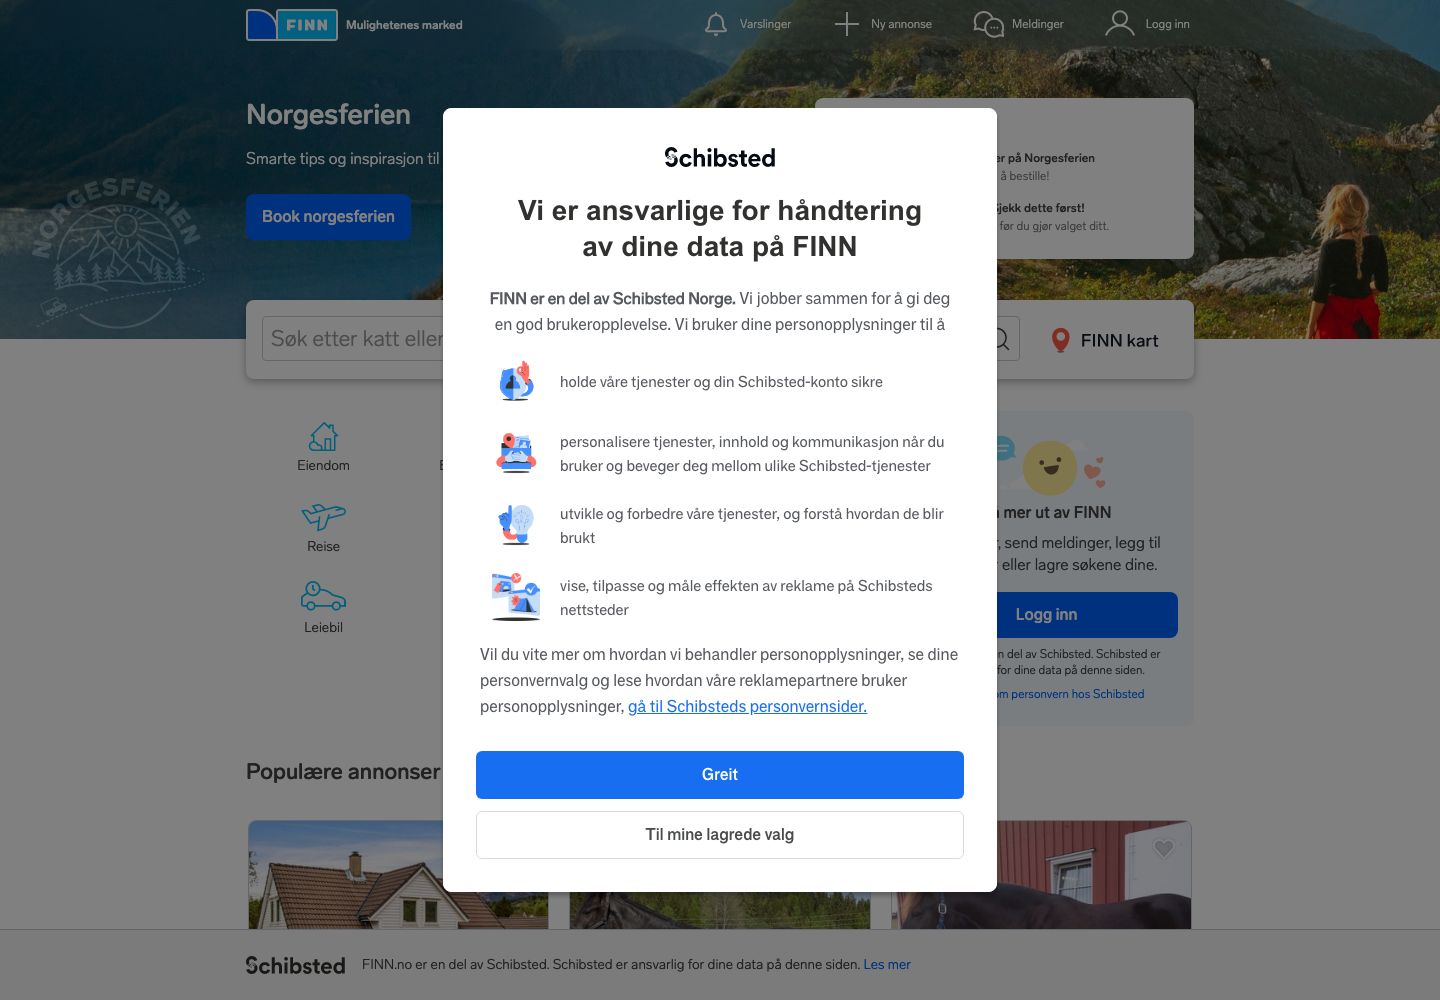 FINN
Mulighetenes marked
Varslinger
Ny annonse
Meldinger
Logg inn
Norgesferien
Smarte tips og inspirasjon til
Book norgesferien
NORGESFERIEN
er på Norgesferien
å bestille!
Sjekk dette først!
før du gjør valget ditt.
Søk etter katt eller
FINN kart
Schibsted
Vi er ansvarlige for håndtering
av dine data på FINN
FINN er en del av Schibsted Norge. Vi jobber sammen for å gi deg
en god brukeropplevelse. Vi bruker dine personopplysninger til å
holde våre tjenester og din Schibsted-konto sikre
personalisere tjenester, innhold og kommunikasjon når du
bruker og beveger deg mellom ulike Schibsted-tjenester
utvikle og forbedre våre tjenester, og forstå hvordan de blir
brukt
vise, tilpasse og måle effekten av reklame på Schibsteds
nettsteder
Vil du vite mer om hvordan vi behandler personopplysninger, se dine
personvernvalg og lese hvordan våre reklamepartnere bruker
personopplysninger, gå til Schibsteds personvernsider.
Greit
Til mine lagrede valg
Eiendom
Reise
Leiebil
mer ut av FINN
send meldinger, legg til
eller lagre søkene dine.
Logg inn
n del av Schibsted. Schibsted er
for dine data på denne siden.
om personvern hos Schibsted
Populære annonser
Schibsted
FINN.no er en del av Schibsted. Schibsted er ansvarlig for dine data på denne siden. Les mer